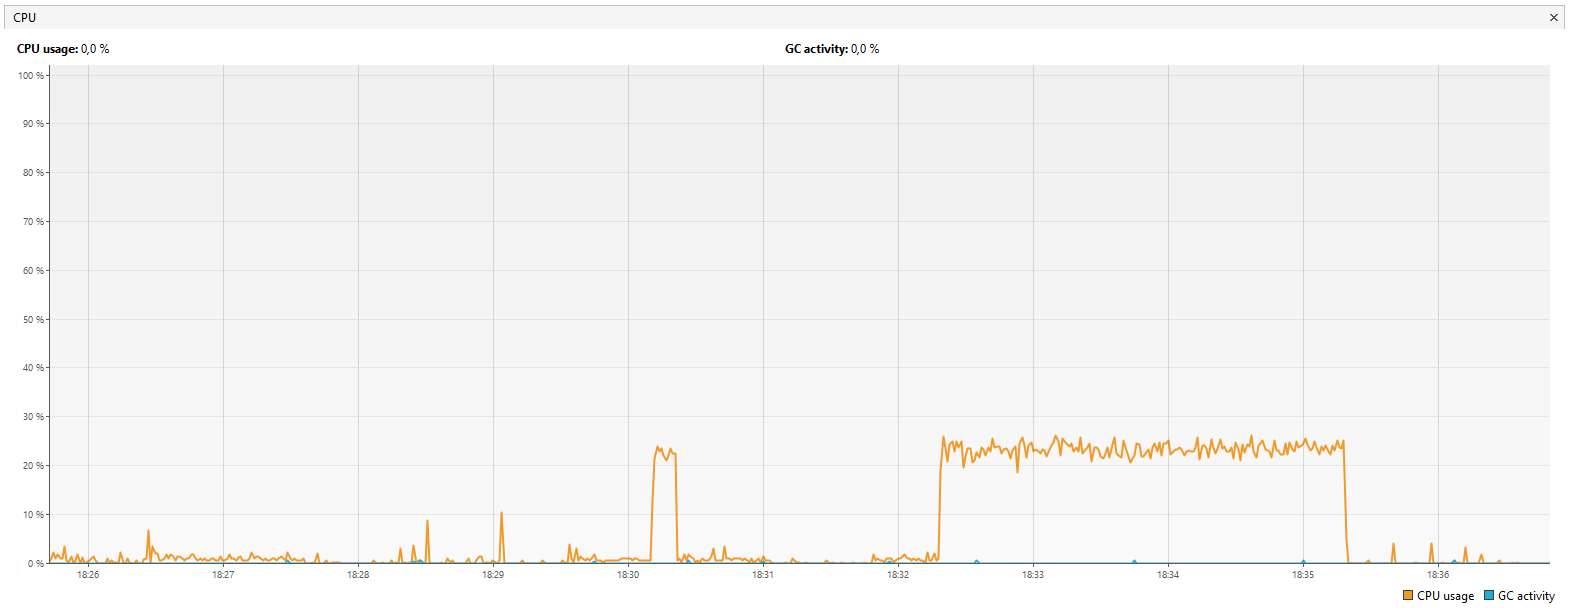 CPU
CPU usage: 0,0 %
GC activity: 0,0 %
100 %
90 %
80 %
70 %
60 %
50 %
40 %
30 %
20 %
10 %
0 %
18:26 18:27 18:28 18:29 18:30 18:31 18:32 18:33 18:34 18:35 18:36
CPU usage GC activity